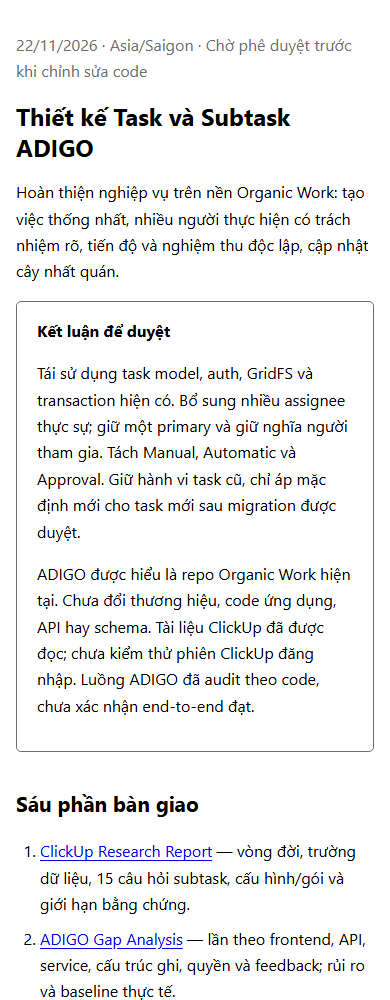 22/11/2026 · Asia/Saigon · Chờ phê duyệt trước
khi chỉnh sửa code
Thiết kế Task và Subtask
ADIGO
Hoàn thiện nghiệp vụ trên nền Organic Work: tạo
việc thống nhất, nhiều người thực hiện có trách
nhiệm rõ, tiến độ và nghiệm thu độc lập, cập nhật
cây nhất quán.
Kết luận để duyệt
Tái sử dụng task model, auth, GridFS và
transaction hiện có. Bổ sung nhiều assignee
thực sự; giữ một primary và giữ nghĩa người
tham gia. Tách Manual, Automatic và
Approval. Giữ hành vi task cũ, chỉ áp mặc
định mới cho task mới sau migration được
duyệt.
ADIGO được hiểu là repo Organic Work hiện
tại. Chưa đổi thương hiệu, code ứng dụng,
API hay schema. Tài liệu ClickUp đã được
đọc; chưa kiểm thử phiên ClickUp đăng
nhập. Luồng ADIGO đã audit theo code,
chưa xác nhận end-to-end đạt.
Sáu phần bàn giao
1. ClickUp Research Report — vòng đời, trường
dữ liệu, 15 câu hỏi subtask, cấu hình/gói và
giới hạn bằng chứng.
2. ADIGO Gap Analysis — lần theo frontend, API,
service, cấu trúc ghi, quyền và feedback; rủi ro
và baseline thực tế.